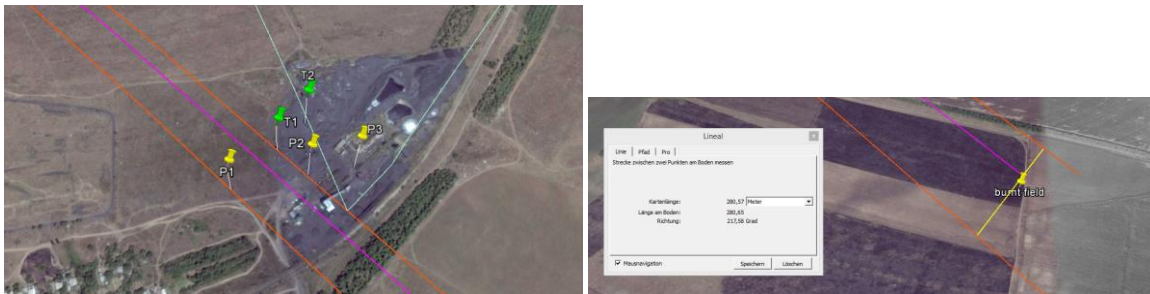 T2
T1
P2
P3
P1
Lineal
Linie
Pfad
Pro
Strecke zwischen zwei Punkten am Boden messen
Kartenlänge:
280,57
Meter
Länge am Boden:
280,65
Richtung:
217,58 Grad
Mausnavigation
Speichern
Löschen
burnt field